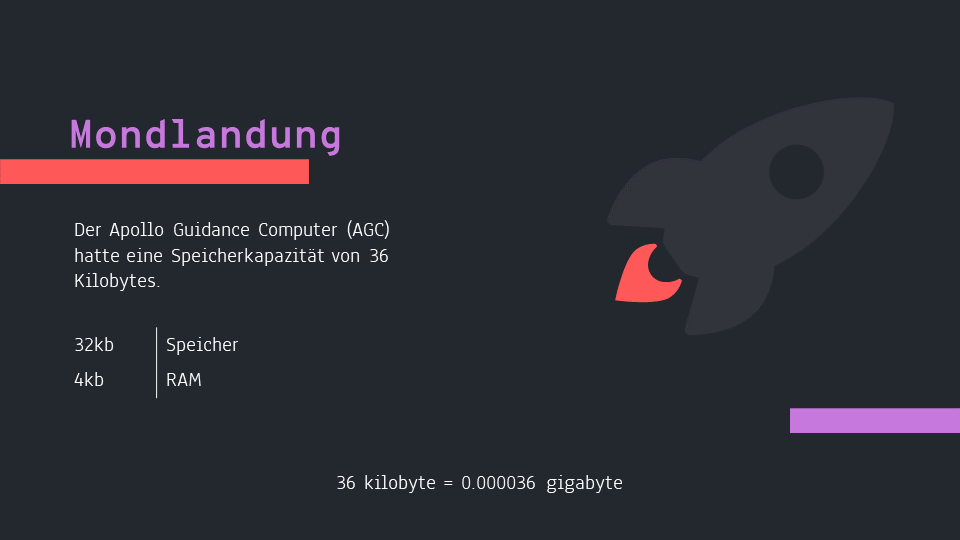 Mondlandung
Der Apollo Guidance Computer (AGC)
hatte eine Speicherkapazität von 36
Kilobytes.
32kb Speicher
4kb RAM
36 kilobyte = 0.000036 gigabyte